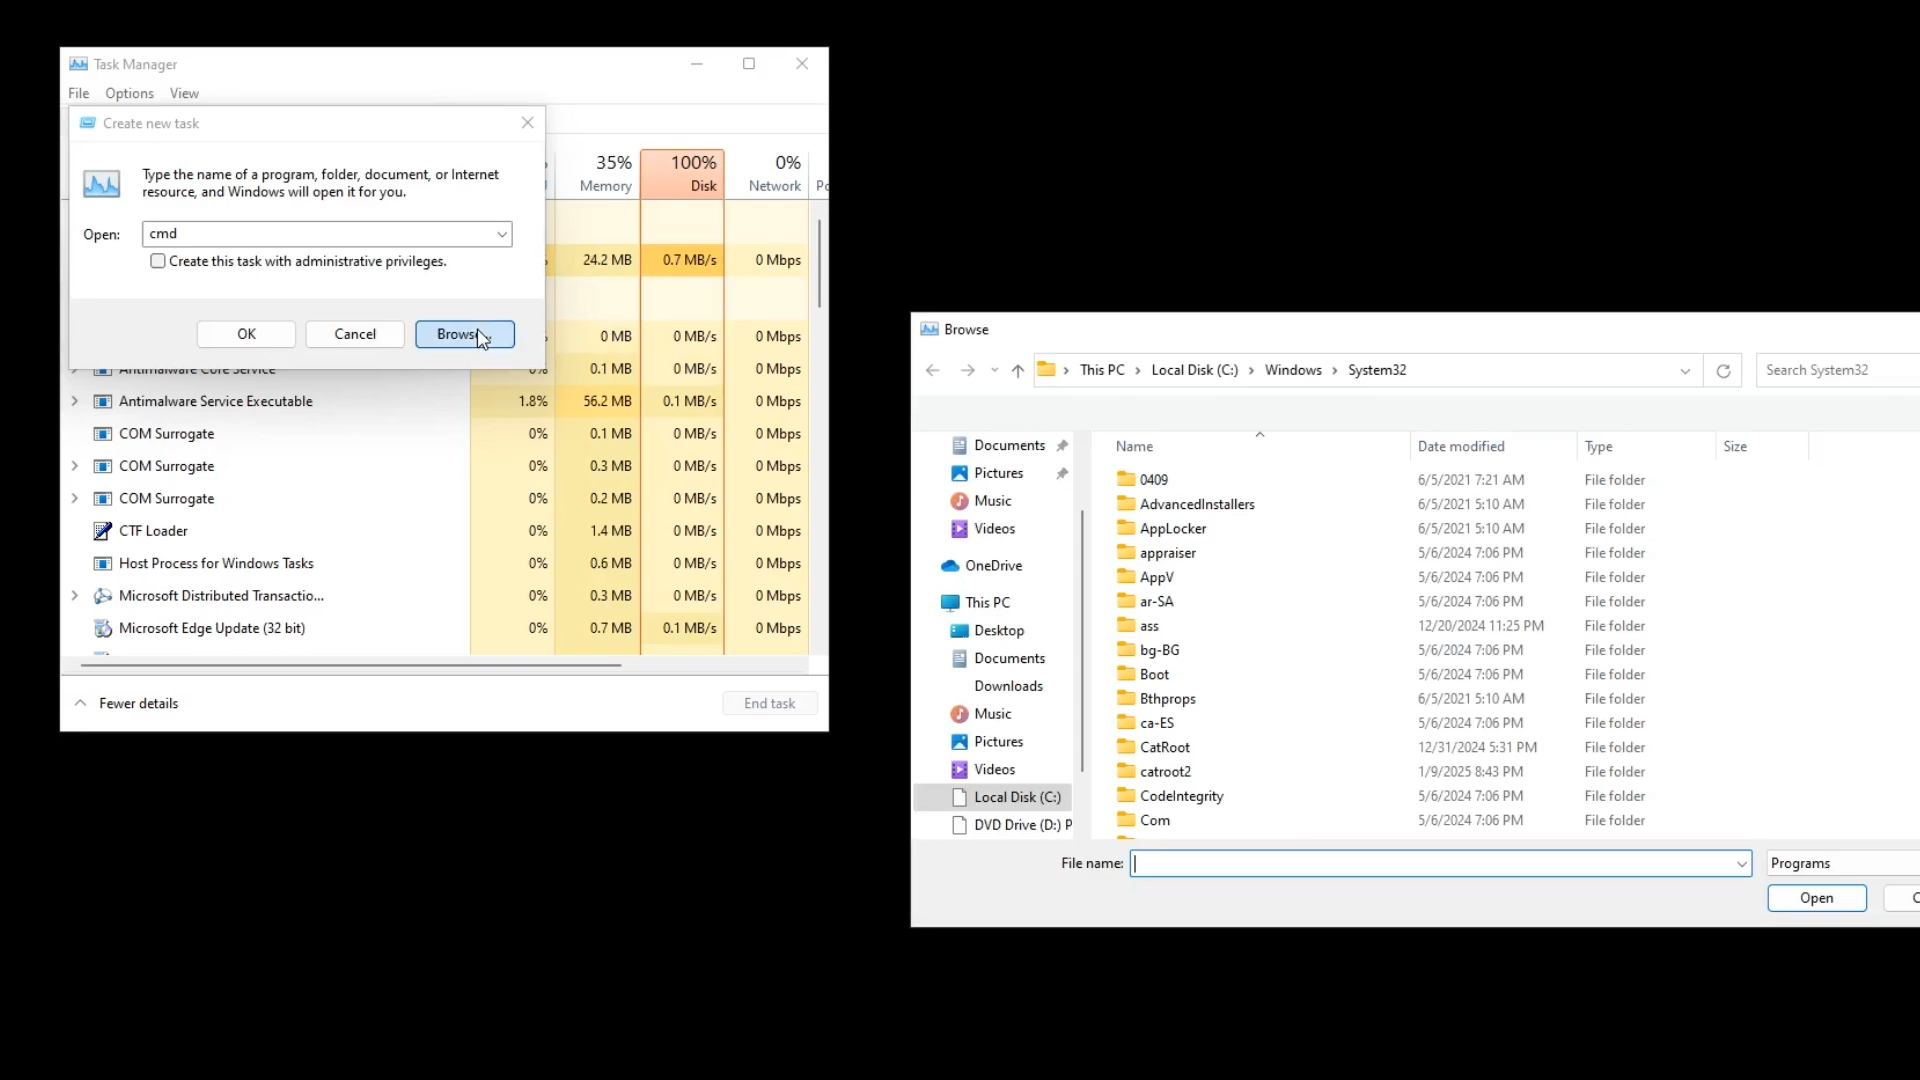 Task Manager
File Options View
Create new task
Type the name of a program, folder, document, or Internet
resource, and Windows will open it for you.
Open: cmd
Create this task with administrative privileges.
OK Cancel
35% 100% 0%
Memory Disk Network
24.2 MB 0.7 MB/s 0 Mbps
0 MB 0 MB/s 0 Mbps
Antimalware Core Service 0% 0.1 MB 0 MB/s 0 Mbps
Antimalware Service Executable 1.8% 56.2 MB 0.1 MB/s 0 Mbps
COM Surrogate 0% 0.1 MB 0 MB/s 0 Mbps
COM Surrogate 0% 0.3 MB 0 MB/s 0 Mbps
COM Surrogate 0% 0.2 MB 0 MB/s 0 Mbps
CTF Loader 0% 1.4 MB 0 MB/s 0 Mbps
Host Process for Windows Tasks 0% 0.6 MB 0 MB/s 0 Mbps
Microsoft Distributed Transactio... 0% 0.3 MB 0 MB/s 0 Mbps
Microsoft Edge Update (32 bit) 0% 0.7 MB 0.1 MB/s 0 Mbps
Fewer details End task
Browse
This PC › Local Disk (C:) › Windows › System32 Search System32
Documents
Pictures
Music
Videos
OneDrive
This PC
Desktop
Documents
Downloads
Music
Pictures
Videos
Local Disk (C:)
DVD Drive (D:) P
Name Date modified Type Size
0409 6/5/2021 7:21 AM File folder
AdvancedInstallers 6/5/2021 5:10 AM File folder
AppLocker 6/5/2021 5:10 AM File folder
appraiser 5/6/2024 7:06 PM File folder
AppV 5/6/2024 7:06 PM File folder
ar-SA 5/6/2024 7:06 PM File folder
ass 12/20/2024 11:25 PM File folder
bg-BG 5/6/2024 7:06 PM File folder
Boot 5/6/2024 7:06 PM File folder
Bthprops 6/5/2021 5:10 AM File folder
ca-ES 5/6/2024 7:06 PM File folder
CatRoot 12/31/2024 5:31 PM File folder
catroot2 1/9/2025 8:43 PM File folder
CodeIntegrity 5/6/2024 7:06 PM File folder
Com 5/6/2024 7:06 PM File folder
File name: Programs
Open